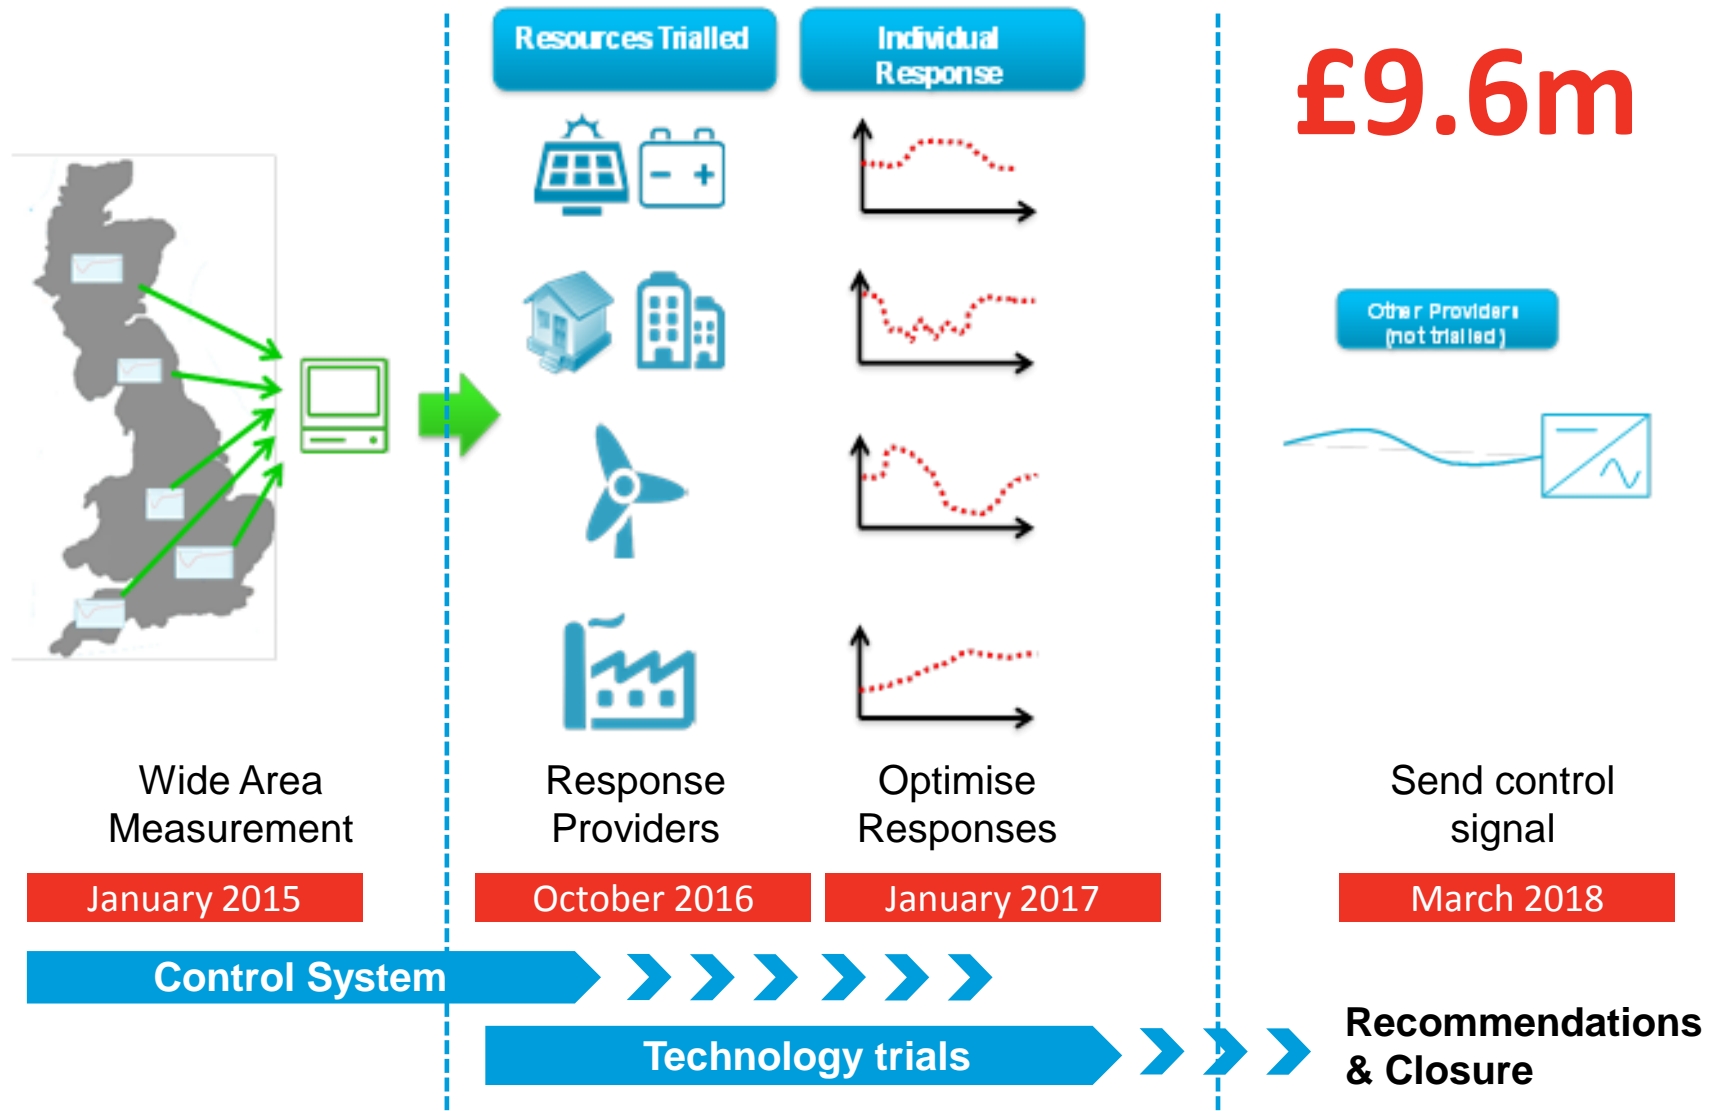 Resources Trialled
Individual
Response
£9.6m
Other Providers
(not trialled)
Wide Area
Measurement
Response
Providers
Optimise
Responses
Send control
signal
January 2015
October 2016
January 2017
March 2018
Control System
Technology trials
Recommendations
& Closure